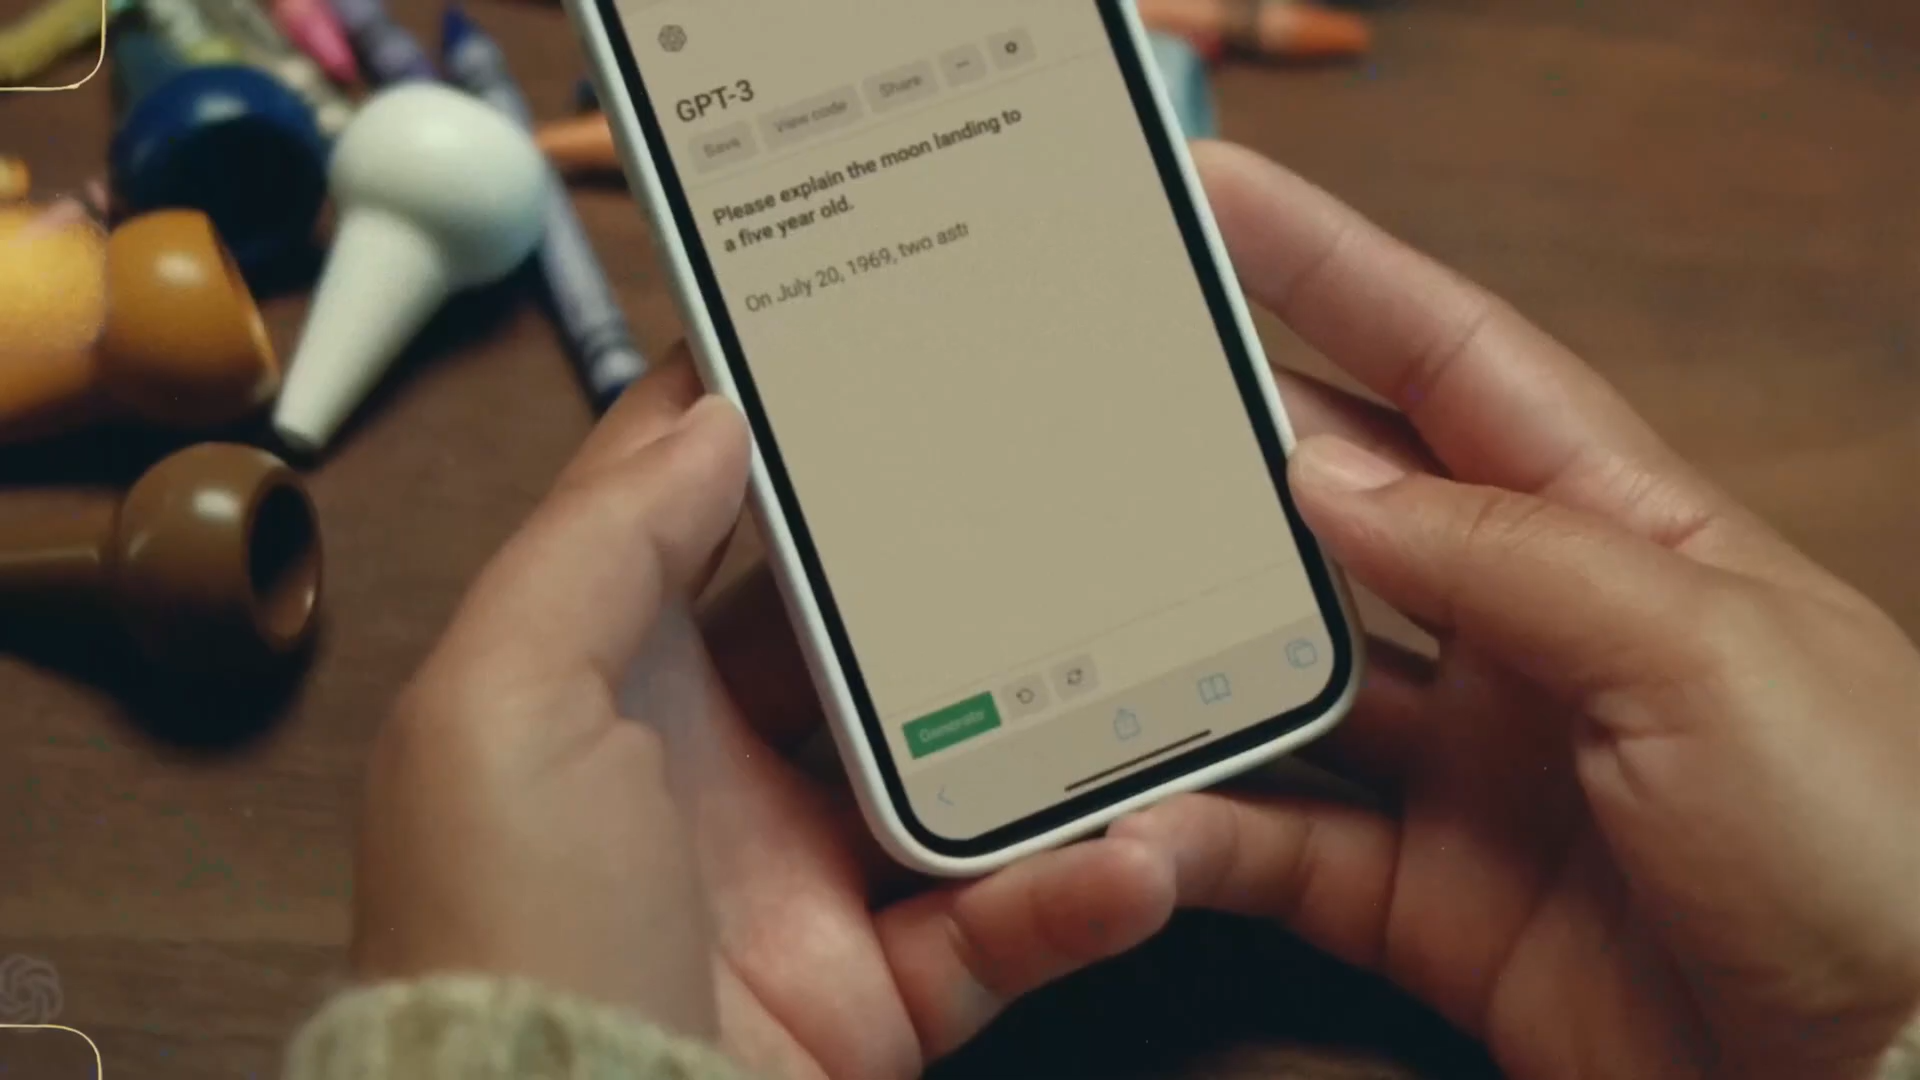 GPT-3
Save View code Share ...
Please explain the moon landing to
a five year old.
On July 20, 1969, two astr
Generate